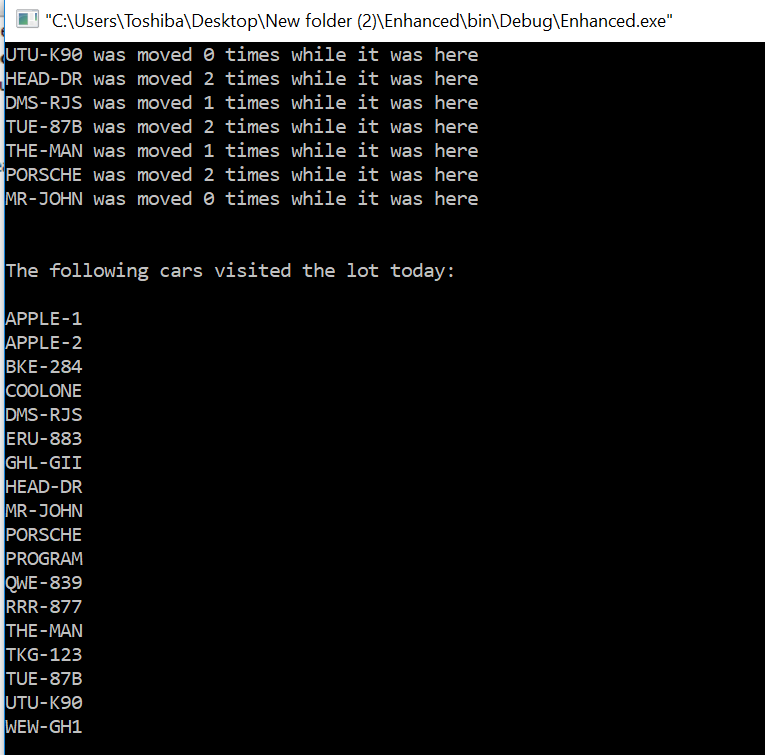 "C:\Users\Toshiba\Desktop\New folder (2)\Enhanced\bin\Debug\Enhanced.exe"
UTU-K90 was moved 0 times while it was here
HEAD-DR was moved 2 times while it was here
DMS-RJS was moved 1 times while it was here
TUE-87B was moved 2 times while it was here
THE-MAN was moved 1 times while it was here
PORSCHE was moved 2 times while it was here
MR-JOHN was moved 0 times while it was here
The following cars visited the lot today:
APPLE-1
APPLE-2
BKE-284
COOLONE
DMS-RJS
ERU-883
GHL-GII
HEAD-DR
MR-JOHN
PORSCHE
PROGRAM
QWE-839
RRR-877
THE-MAN
TKG-123
TUE-87B
UTU-K90
WEW-GH1